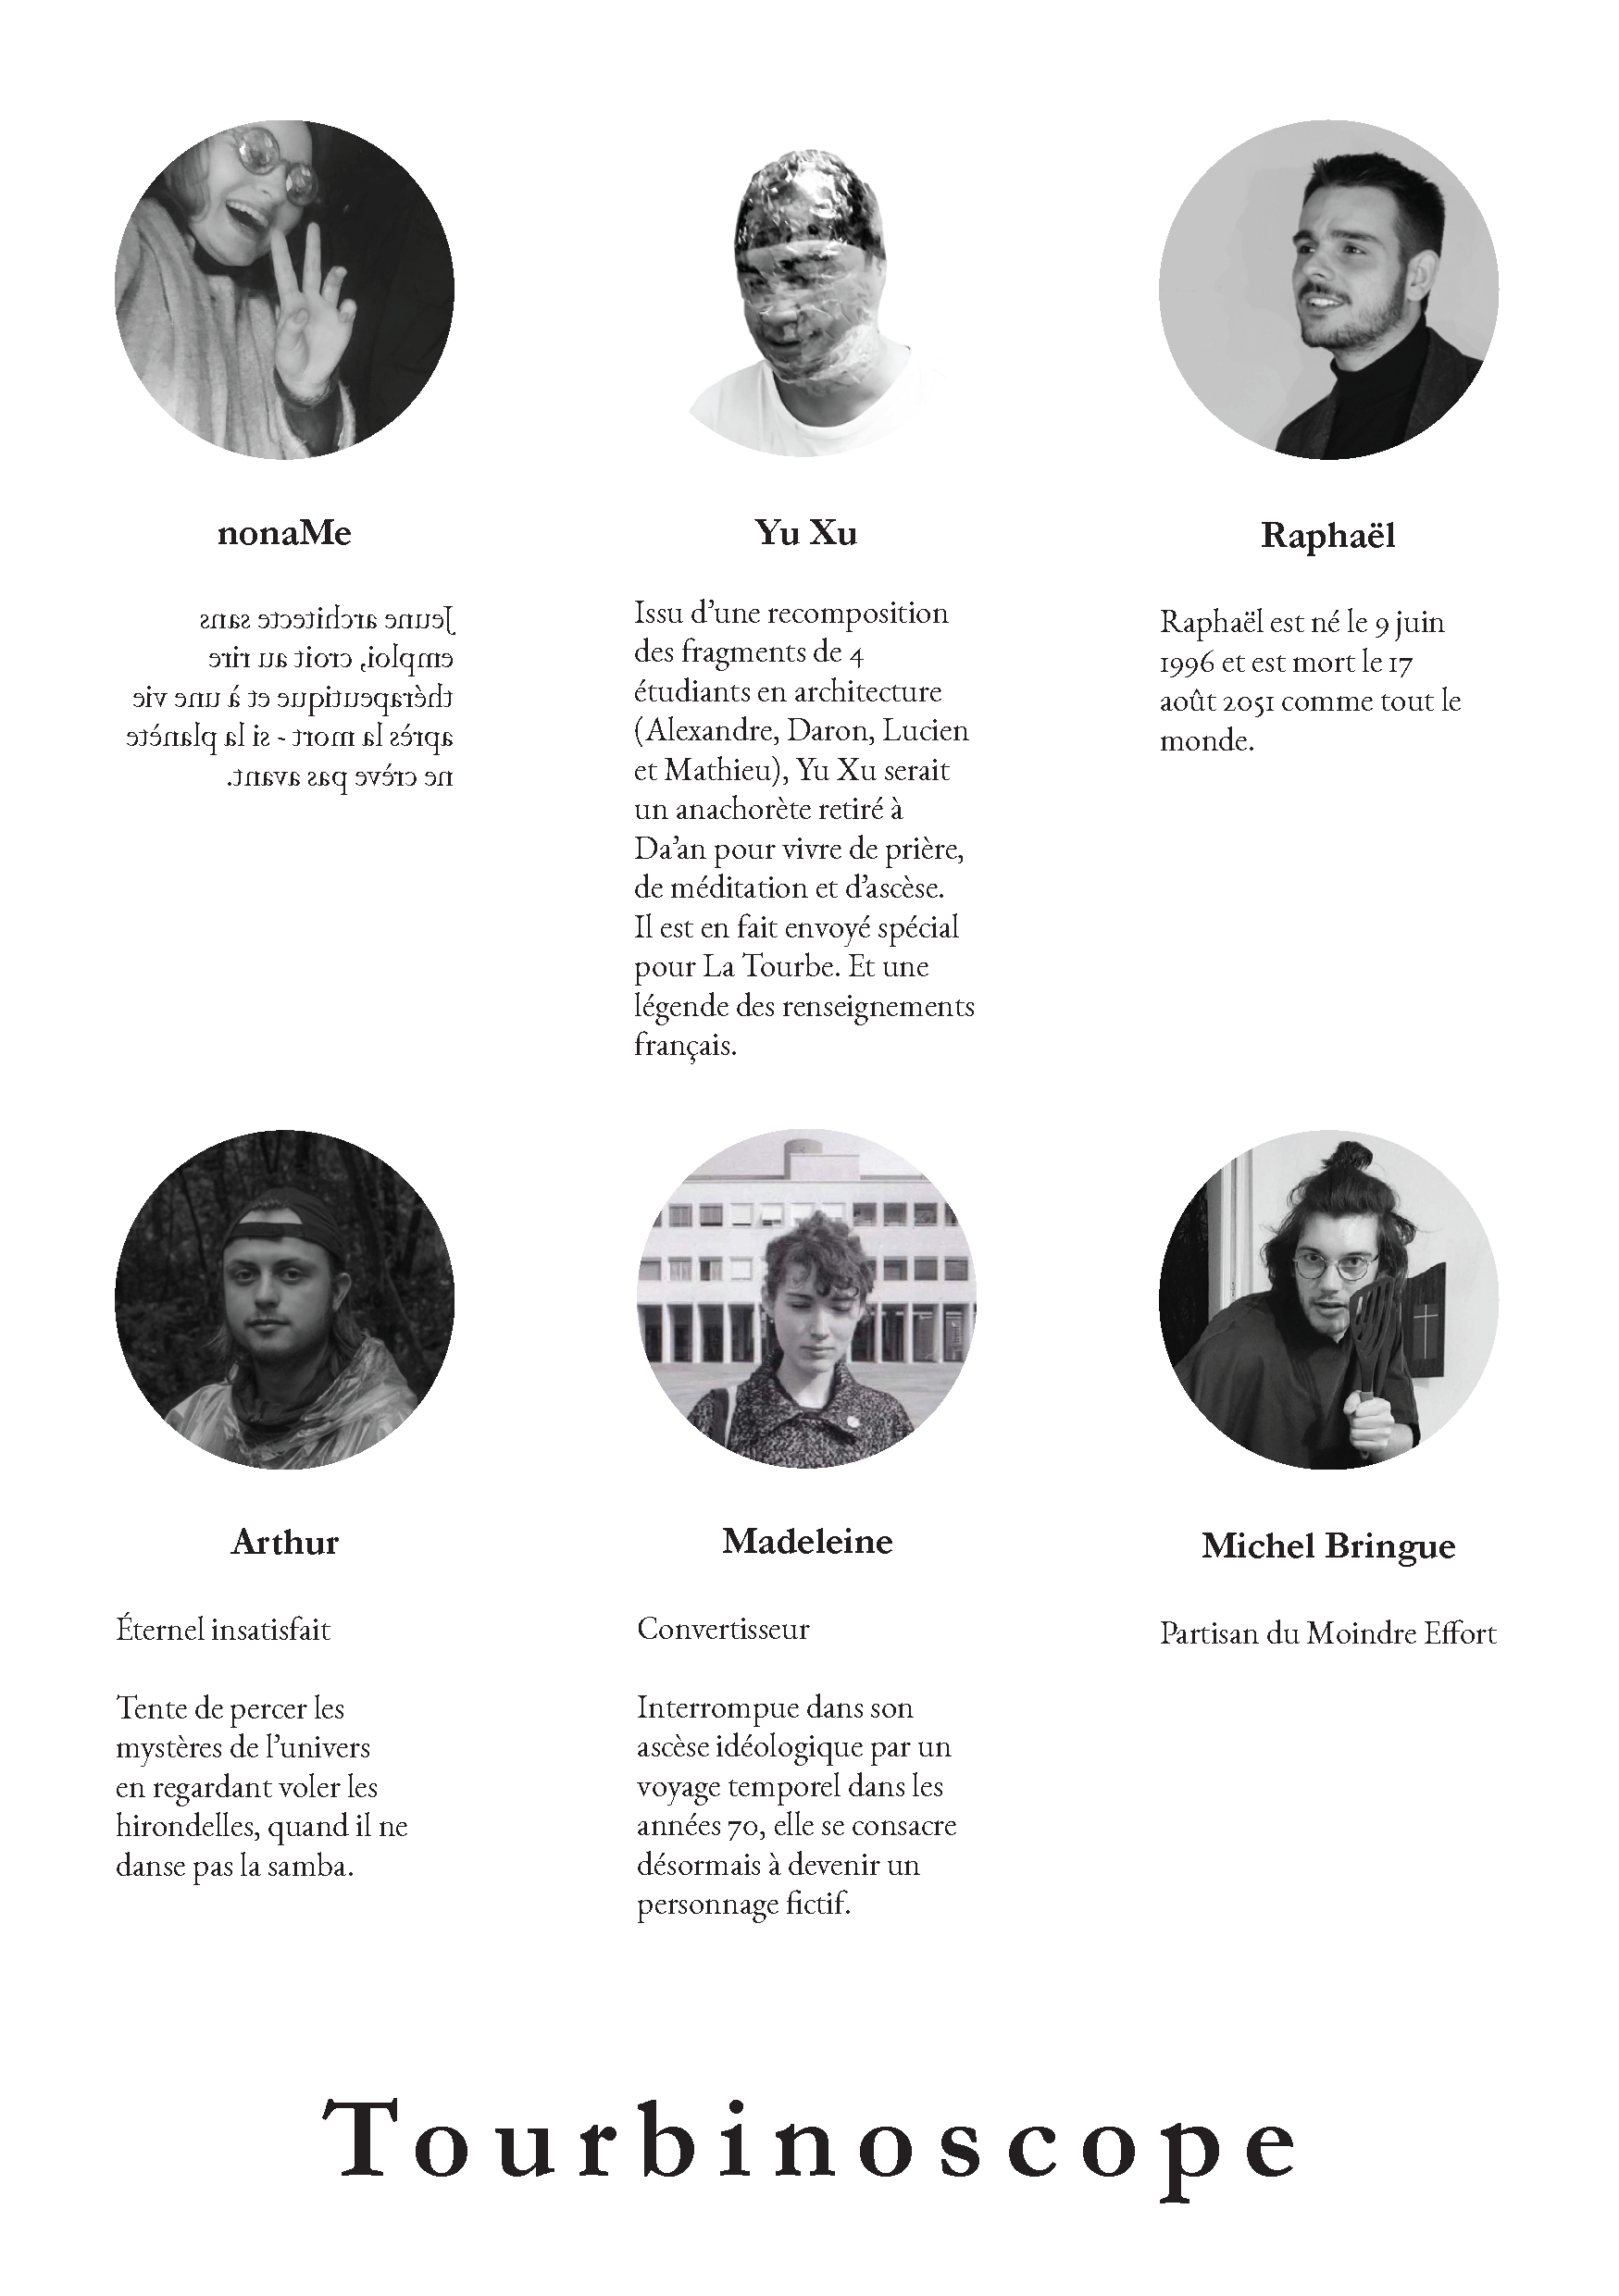 nonaMe
Jeune architecte sans
emploi, croit au rire
thérapeutique et à une vie
après la mort - si la planète
ne crève pas avant.
Yu Xu
Issu d’une recomposition
des fragments de 4
étudiants en architecture
(Alexandre, Daron, Lucien
et Mathieu), Yu Xu serait
un anachorète retiré à
Da’an pour vivre de prière,
de méditation et d’ascèse.
Il est en fait envoyé spécial
pour La Tourbe. Et une
légende des renseignements
français.
Raphaël
Raphaël est né le 9 juin
1996 et est mort le 17
août 2051 comme tout le
monde.
Arthur
Éternel insatisfait
Tente de percer les
mystères de l’univers
en regardant voler les
hirondelles, quand il ne
danse pas la samba.
Madeleine
Convertisseur
Interrompue dans son
ascèse idéologique par un
voyage temporel dans les
années 70, elle se consacre
désormais à devenir un
personnage fictif.
Michel Bringue
Partisan du Moindre Effort
Tourbinoscope